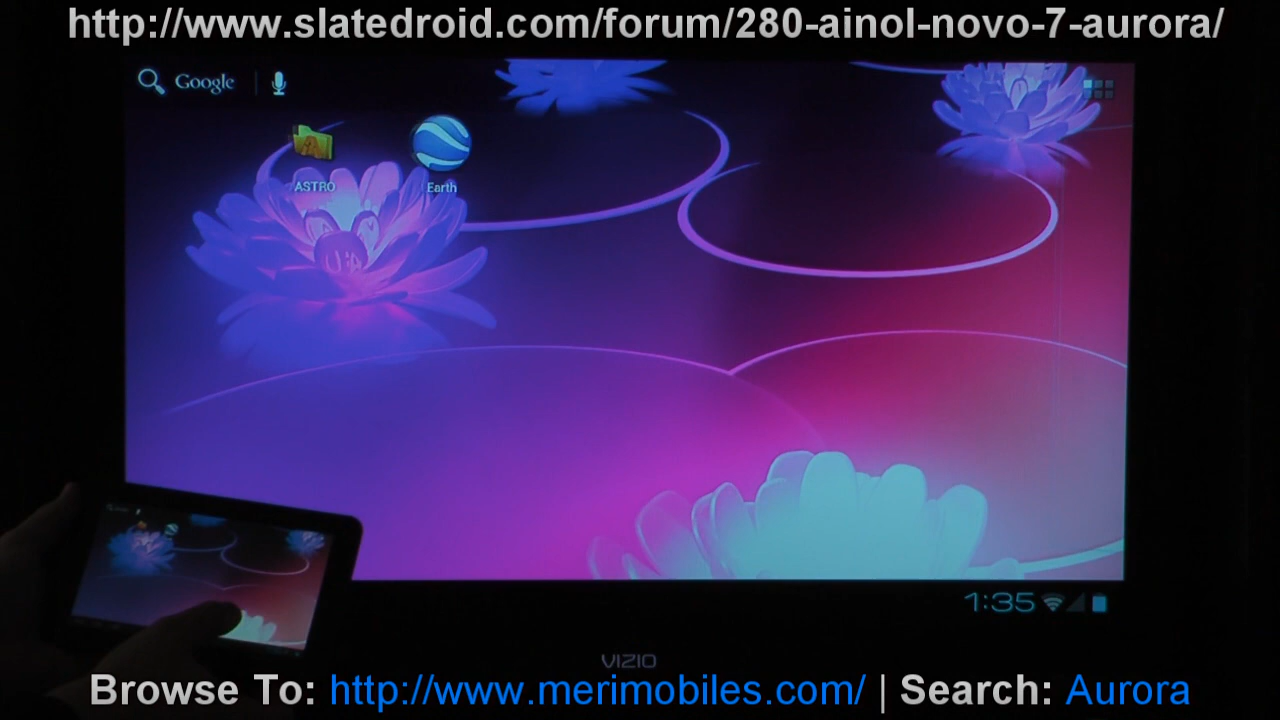 http://www.slatedroid.com/forum/280-ainol-novo-7-aurora/
Google
ASTRO
Earth
1:35
VIZIO
Browse To: http://www.merimobiles.com/ | Search: Aurora